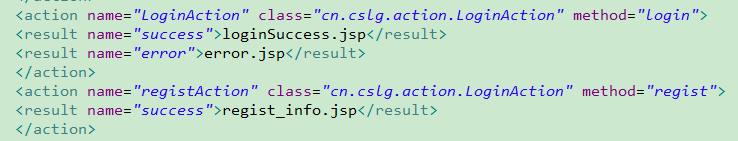 </action>
<action name="LoginAction" class="cn.cslg.action.LoginAction" method="login">
<result name="success">loginSuccess.jsp</result>
<result name="error">error.jsp</result>
</action>
<action name="registAction" class="cn.cslg.action.LoginAction" method="regist">
<result name="success">regist_info.jsp</result>
</action>